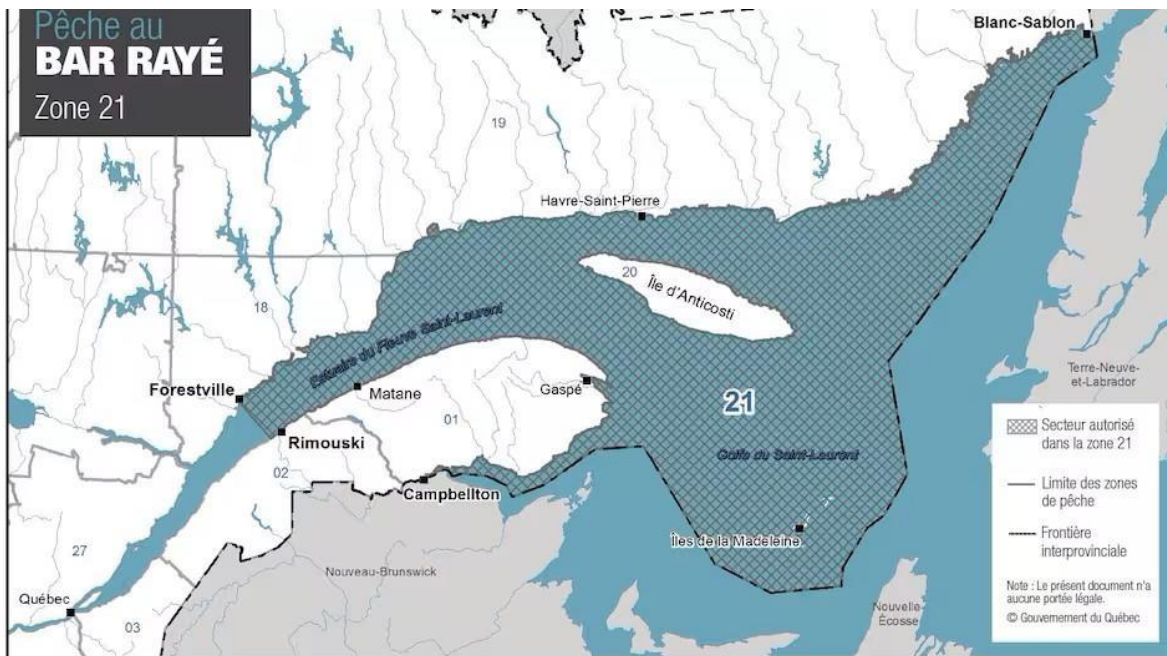 Pêche au
BAR RAYÉ
Zone 21
Blanc-Sablon
19
Havre-Saint-Pierre
20
Île d'Anticosti
18
Estuaire du Fleuve Saint-Laurent
Forestville
Matane
Gaspé
21
01
Rimouski
02
Golfe du Saint-Laurent
Campbellton
Îles de la Madeleine
27
Nouveau-Brunswick
Québec
03
Nouvelle
Écosse
Terre-Neuve-
et-Labrador
Secteur autorisé
dans la zone 21
Limite des zones
de pêche
Frontière
interprovinciale
Note : Le présent document n'a
aucune portée légale.
© Gouvernement du Québec